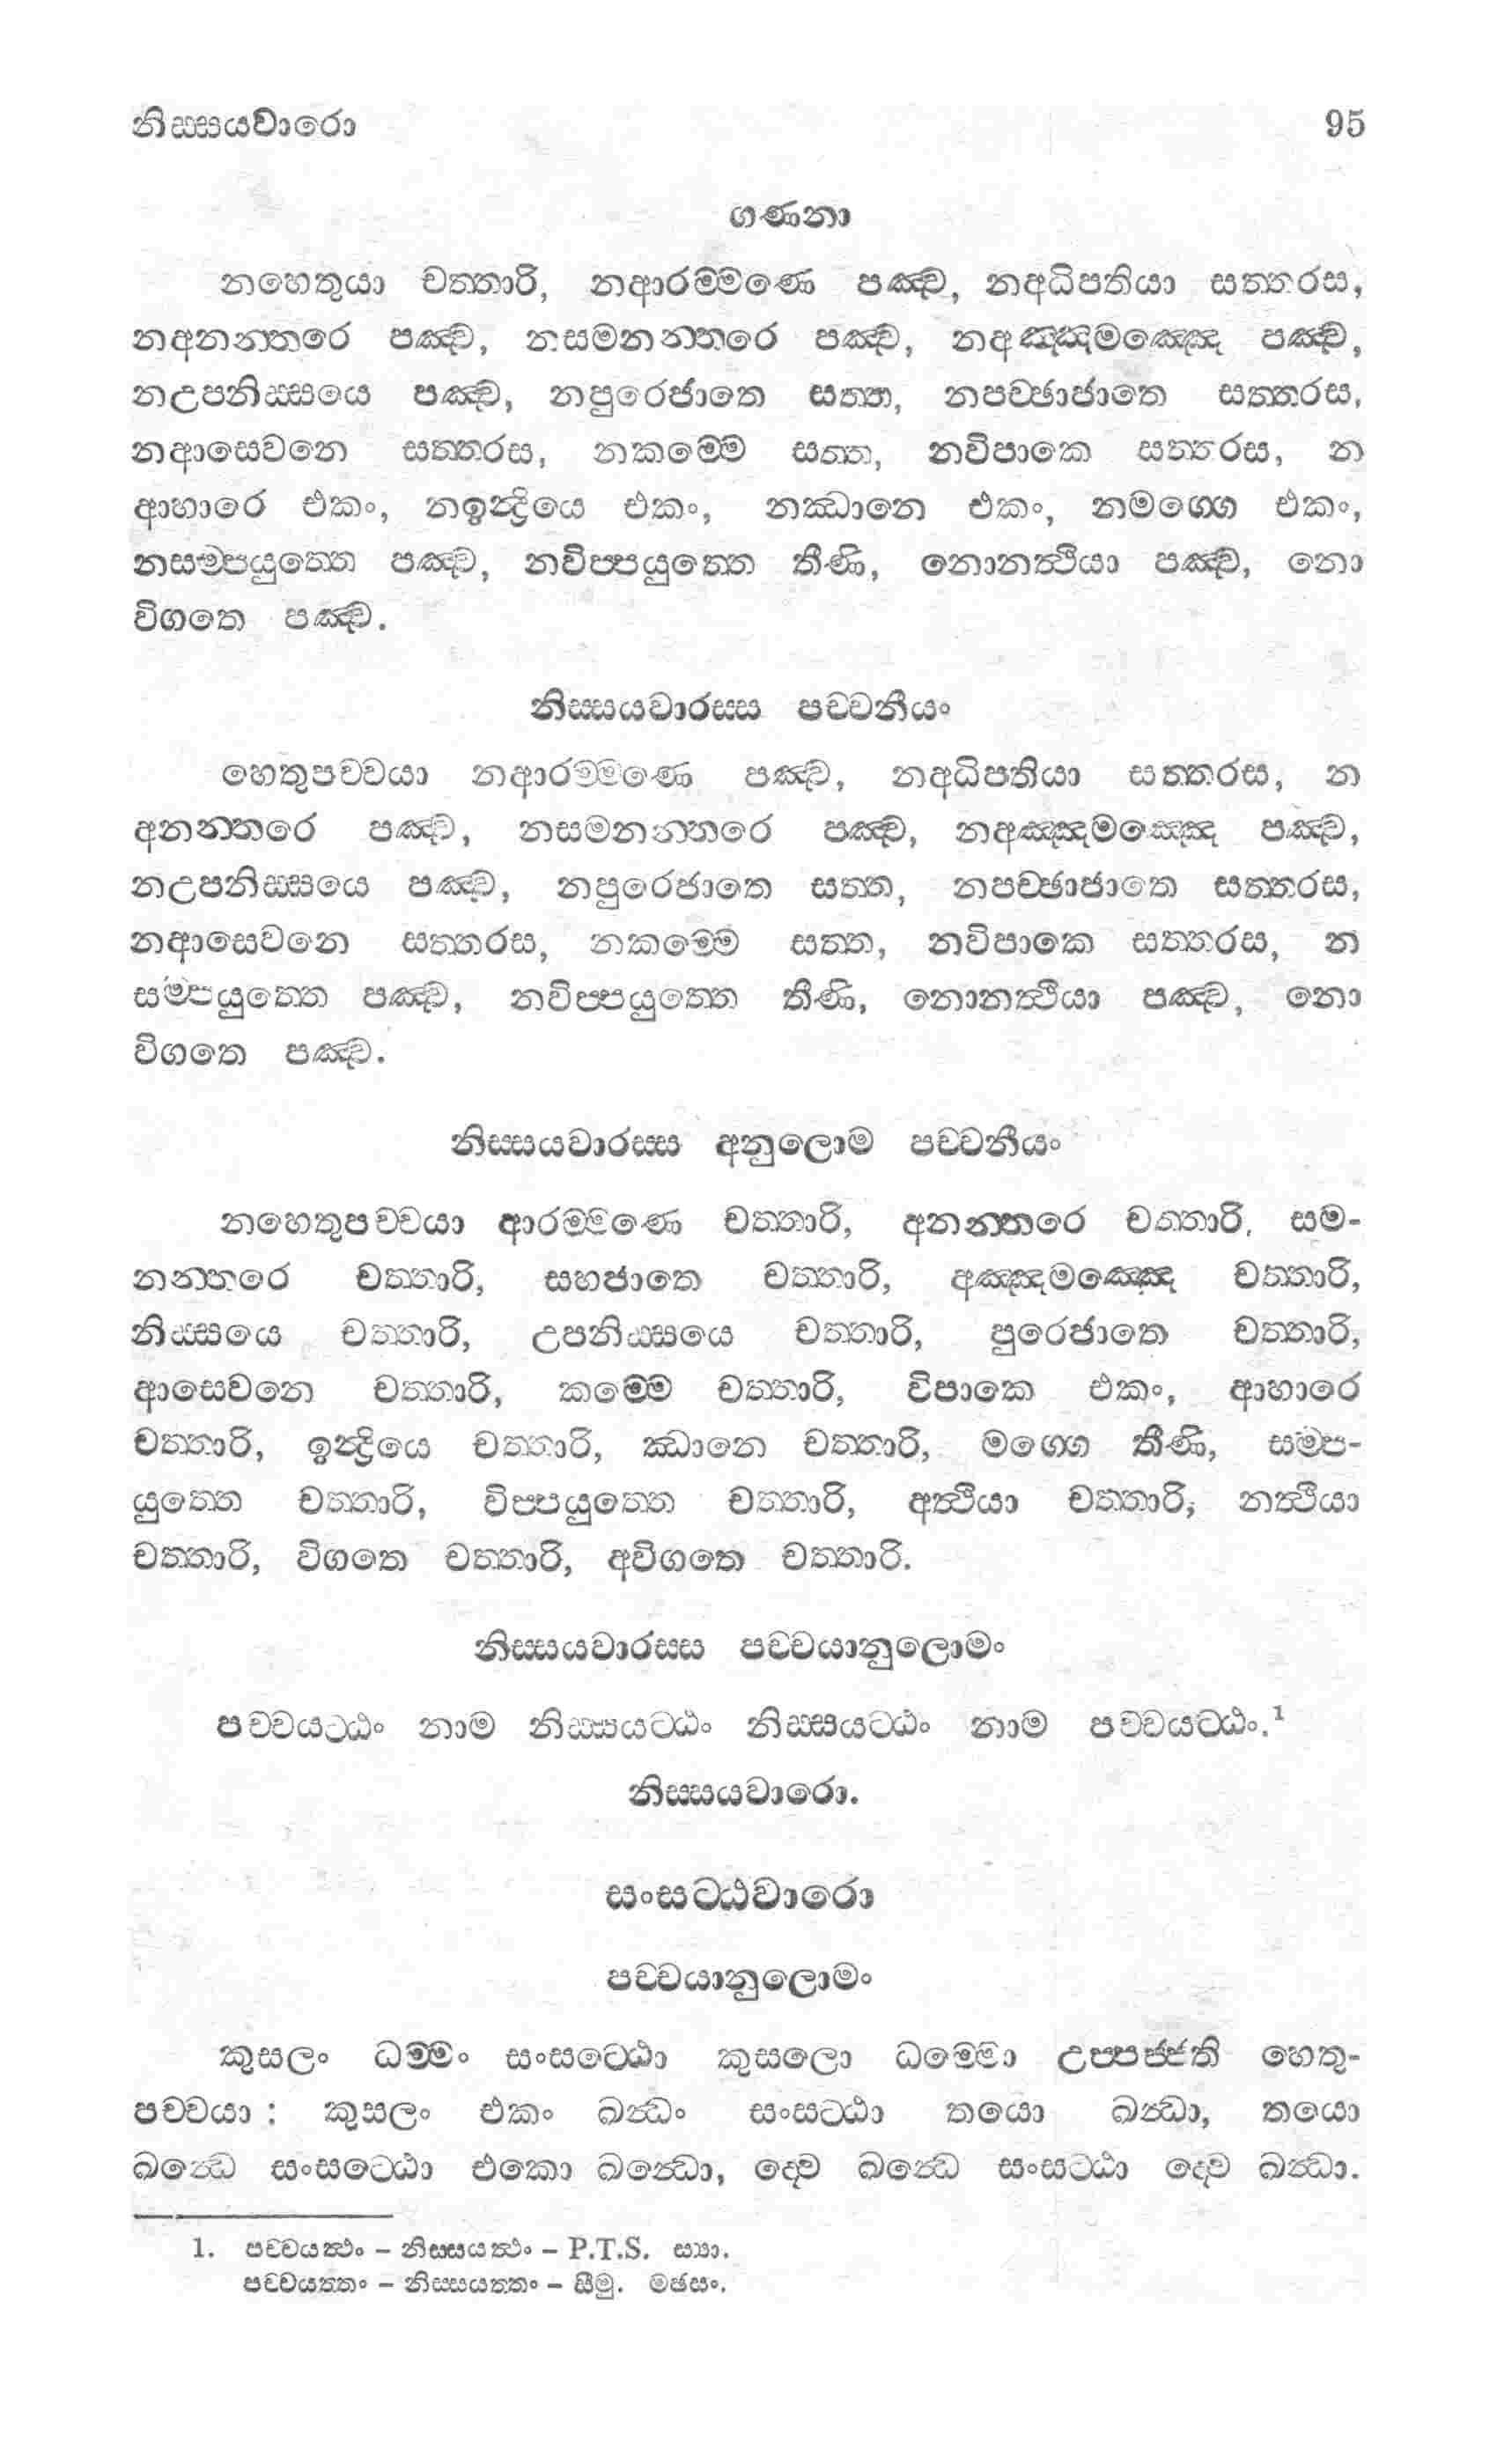 නිස්සයවාරො 95
ගණනා
නහෙතුයා චත්තාරි, නආරම්මණෙ පඤ්ච, නඅධිපතියා සත්තරස,
නඅනන්තරෙ පඤ්ච, නසමනන්තරෙ පඤ්ච, නඅඤ්ඤමඤ්ඤෙ පඤ්ච,
නඋපනිස්සයෙ පඤ්ච, නපුරෙජාතෙ සත්ත, නපච්ඡාජාතෙ සත්තරස,
නආසෙවනෙ සත්තරස, නකම්මෙ සත්ත, නවිපාකෙ සත්තරස, න
ආහාරෙ එකං, නඉන්ද්‍රියෙ එකං, නඣානෙ එකං, නමග්ගෙ එකං,
නසම්පයුත්තෙ පඤ්ච, නවිප්පයුත්තෙ තීණි, නොනත්ථියා පඤ්ච, නො
විගතෙ පඤ්ච.
නිස්සයවාරස්ස පච්චනීයං
හෙතුපච්චයා නආරම්මණෙ පඤ්ච, නඅධිපතියා සත්තරස, න
අනන්තරෙ පඤ්ච, නසමනන්තරෙ පඤ්ච, නඅඤ්ඤමඤ්ඤෙ පඤ්ච,
නඋපනිස්සයෙ පඤ්ච, නපුරෙජාතෙ සත්ත, නපච්ඡාජාතෙ සත්තරස,
නආසෙවනෙ සත්තරස, නකම්මෙ සත්ත, නවිපාකෙ සත්තරස, න
සම්පයුත්තෙ පඤ්ච, නවිප්පයුත්තෙ තීණි, නොනත්ථියා පඤ්ච, නො
විගතෙ පඤ්ච.
නිස්සයවාරස්ස අනුලොම පච්චනීයං
නහෙතුපච්චයා ආරම්මණෙ චත්තාරි, අනන්තරෙ චත්තාරි, සම-
නන්තරෙ චත්තාරි, සහජාතෙ චත්තාරි, අඤ්ඤමඤ්ඤෙ චත්තාරි,
නිස්සයෙ චත්තාරි, උපනිස්සයෙ චත්තාරි, පුරෙජාතෙ චත්තාරි,
ආසෙවනෙ චත්තාරි, කම්මෙ චත්තාරි, විපාකෙ එකං, ආහාරෙ
චත්තාරි, ඉන්ද්‍රියෙ චත්තාරි, ඣානෙ චත්තාරි, මග්ගෙ තීණි, සම්ප-
යුත්තෙ චත්තාරි, විප්පයුත්තෙ චත්තාරි, අත්ථියා චත්තාරි, නත්ථියා
චත්තාරි, විගතෙ චත්තාරි, අවිගතෙ චත්තාරි.
නිස්සයවාරස්ස පච්චයානුලොමං
පච්චයට්ඨං නාම නිස්සයට්ඨං නිස්සයට්ඨං නාම පච්චයට්ඨං.¹
නිස්සයවාරො.
සංසට්ඨවාරො
පච්චයානුලොමං
කුසලං ධම්මං සංසට්ඨො කුසලො ධම්මො උප්පජ්ජති හෙතු-
පච්චයා : කුසලං එකං ඛන්ධං සංසට්ඨා තයො ඛන්ධා, තයො
ඛන්ධෙ සංසට්ඨො එකො ඛන්ධො, ද්වෙ ඛන්ධෙ සංසට්ඨා ද්වෙ ඛන්ධා.
1. පච්චයත්ථං – නිස්සයත්ථං – P.T.S. ස්‍යා.
පච්චයත්තං – නිස්සයත්තං – සීමු. මඡසං.